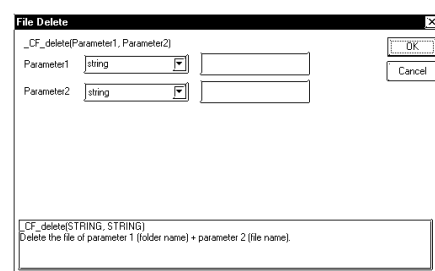 File Delete
_CF_delete(Parameter1, Parameter2)
OK
Parameter1 string
Cancel
Parameter2 string
_CF_delete(STRING, STRING)
Delete the file of parameter 1 (folder name) + parameter 2 (file name).